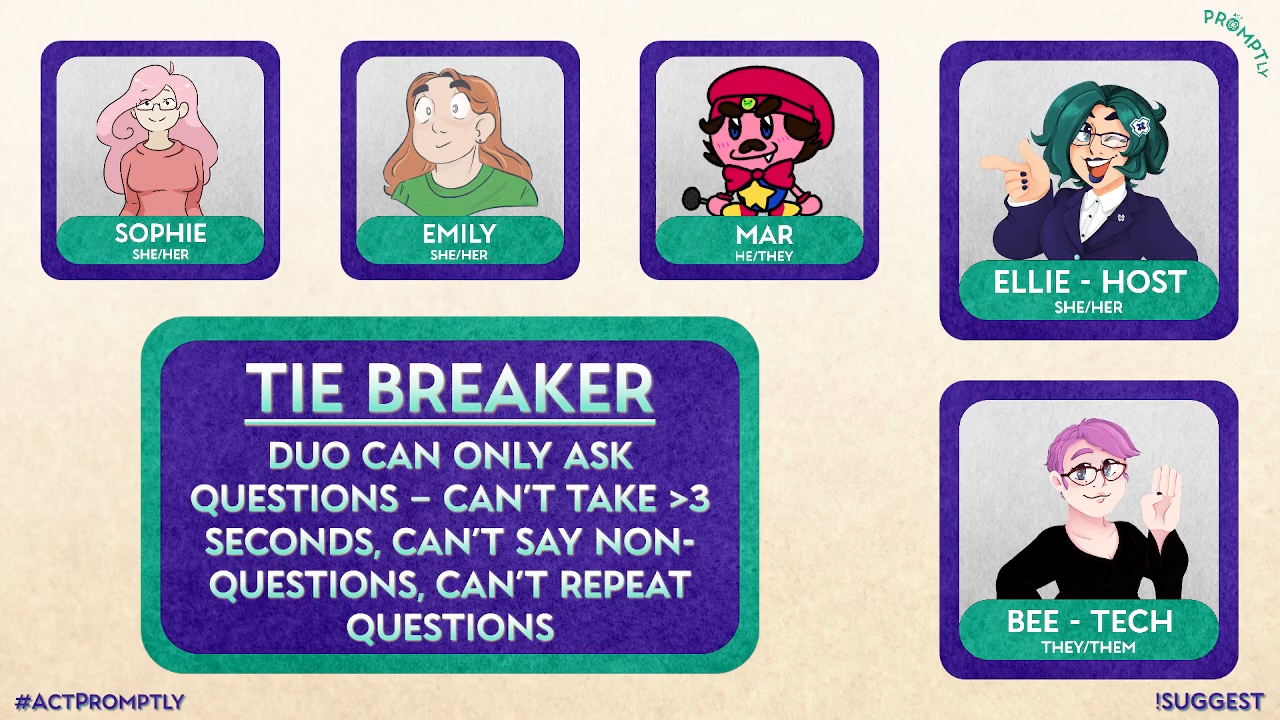 ACT
PROMPTLY
SOPHIE
SHE/HER
EMILY
SHE/HER
MAR
HE/THEY
ELLIE - HOST
SHE/HER
TIE BREAKER
DUO CAN ONLY ASK
QUESTIONS – CAN'T TAKE >3
SECONDS, CAN'T SAY NON-
QUESTIONS, CAN'T REPEAT
QUESTIONS
BEE - TECH
THEY/THEM
#ACTPROMPTLY
!SUGGEST